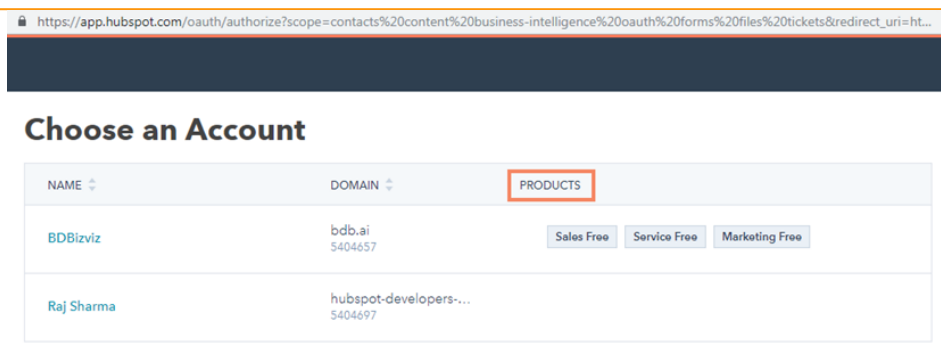 https://app.hubspot.com/oauth/authorize?scope=contacts%20content%20business-intelligence%20oauth%20forms%20files%20tickets&redirect_uri=ht...
Choose an Account
NAME DOMAIN PRODUCTS
BDBizviz bdb.ai Sales Free Service Free Marketing Free
5404657
Raj Sharma hubspot-developers-...
5404697